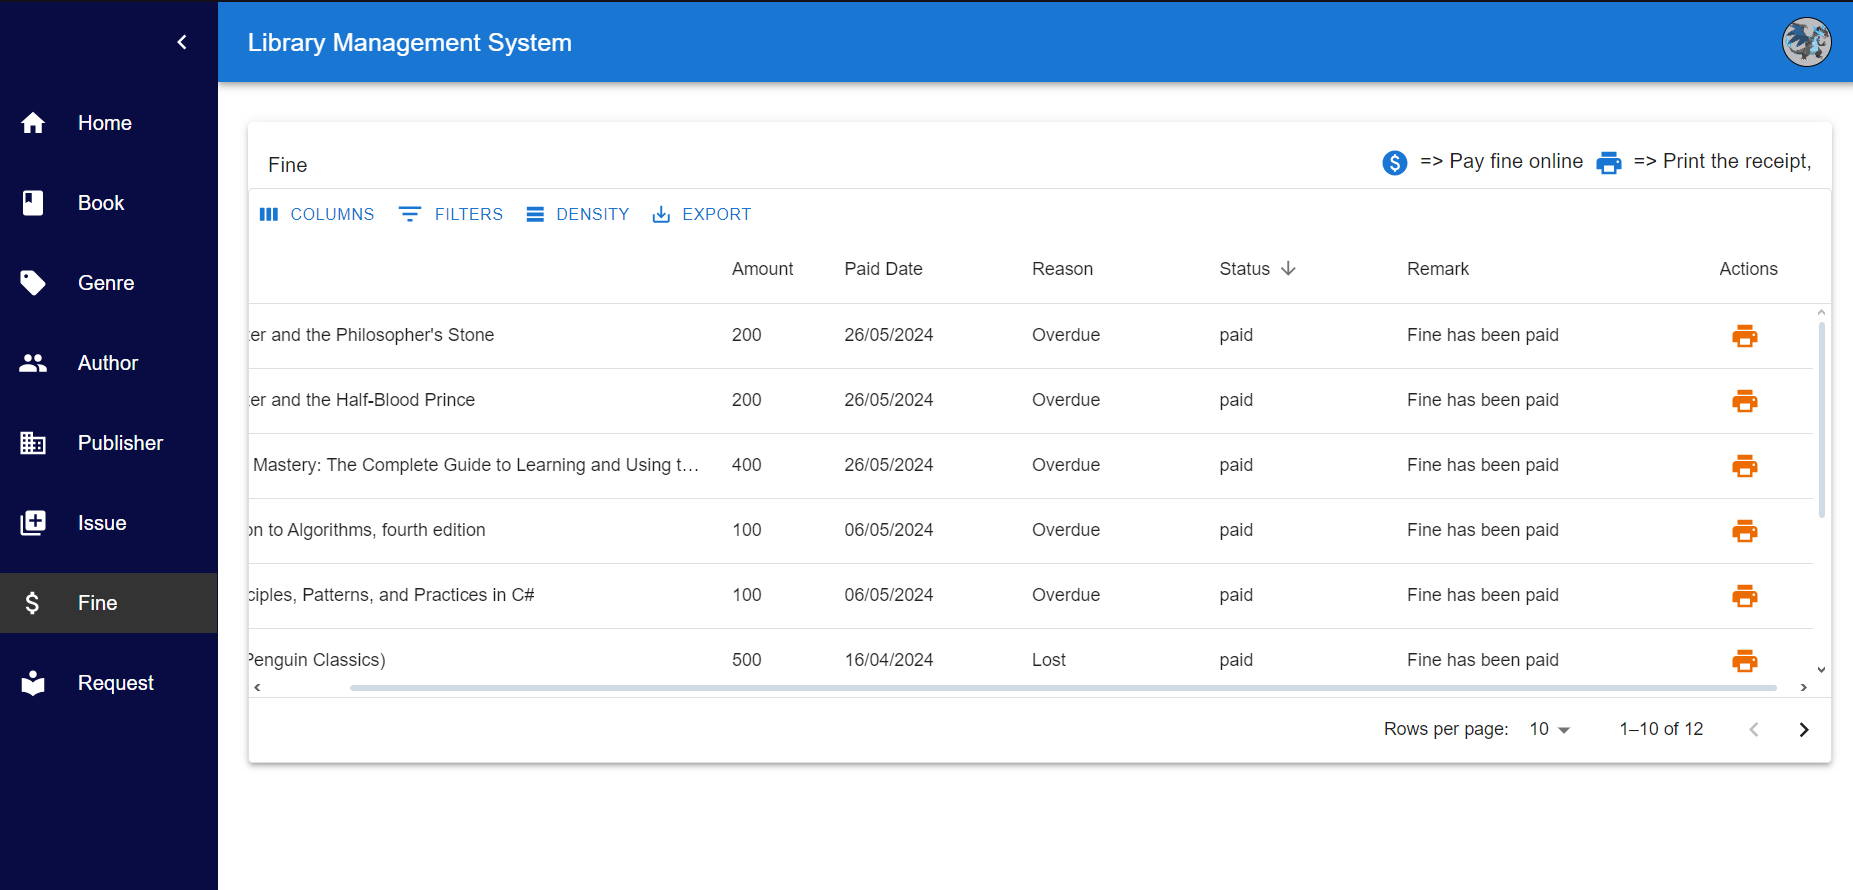 Library Management System
Home
Book
Genre
Author
Publisher
Issue
Fine
Request
Fine
=> Pay fine online => Print the receipt,
COLUMNS FILTERS DENSITY EXPORT
Amount Paid Date Reason Status Remark Actions
er and the Philosopher's Stone 200 26/05/2024 Overdue paid Fine has been paid
er and the Half-Blood Prince 200 26/05/2024 Overdue paid Fine has been paid
Mastery: The Complete Guide to Learning and Using t… 400 26/05/2024 Overdue paid Fine has been paid
on to Algorithms, fourth edition 100 06/05/2024 Overdue paid Fine has been paid
ciples, Patterns, and Practices in C# 100 06/05/2024 Overdue paid Fine has been paid
Penguin Classics) 500 16/04/2024 Lost paid Fine has been paid
Rows per page: 10 1–10 of 12